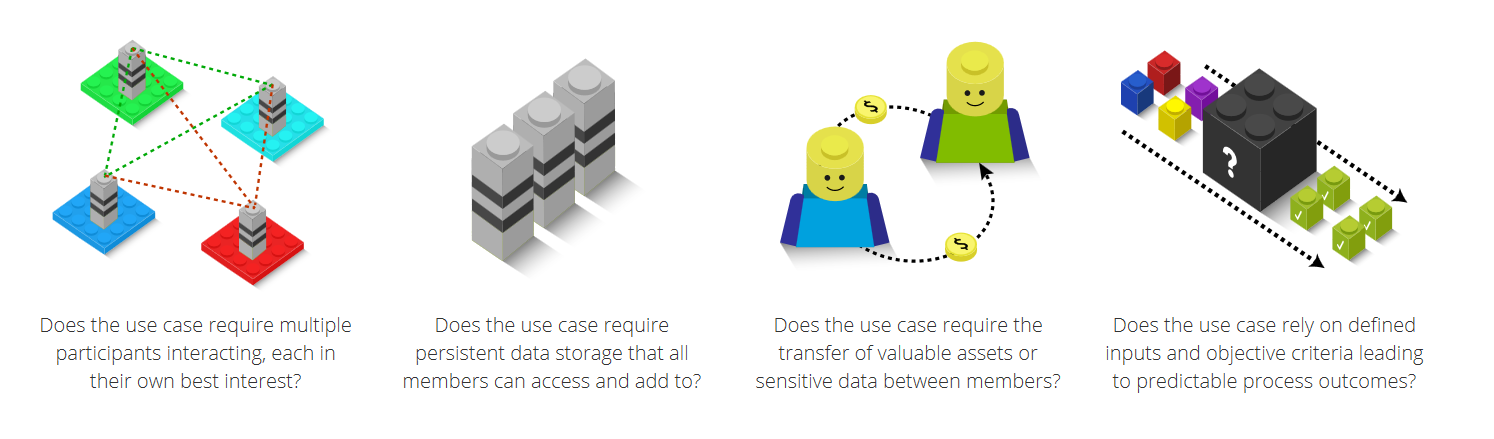 Does the use case require multiple
participants interacting, each in
their own best interest?
Does the use case require
persistent data storage that all
members can access and add to?
$
$
Does the use case require the
transfer of valuable assets or
sensitive data between members?
?
Does the use case rely on defined
inputs and objective criteria leading
to predictable process outcomes?